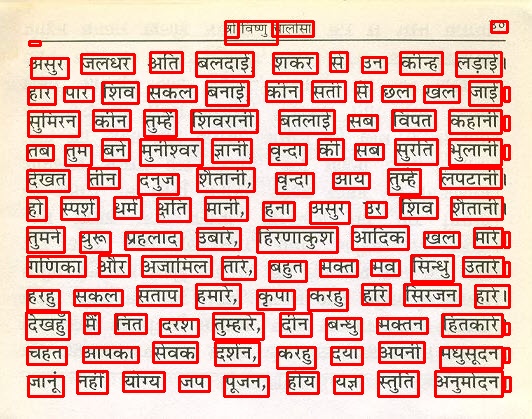 श्री विष्णु चालीसा ३०
असुर जलंधर अति बलदाई, शंकर से उन कीन्ह लड़ाई।
हार पार शिव सकल बनाई, कीन सती से छल खल जाई।
सुमिरन कीन तुम्हें शिवरानी, बतलाई सब विपत कहानी।
तब तुम बने मुनीश्वर ज्ञानी, वृन्दा की सब सुरति भुलानी।
देखत तीन दनुज शैतानी, वृन्दा आय तुम्हें लपटानी।
हो स्पर्श धर्म क्षति मानी, हना असुर उर शिव शैतानी।
तुमने धुरू प्रहलाद उबारे, हिरणाकुश आदिक खल मारे।
गणिका और अजामिल तारे, बहुत भक्त भव सिन्धु उतारे।
हरहु सकल संताप हमारे, कृपा करहु हरि सिरजन हारे।
देखहुँ मैं नित दरश तुम्हारे, दीन बन्धु भक्तन हितकारे।
चहत आपका सेवक दर्शन, करहु दया अपनी मधुसूदन।
जानूं नहीं योग्य जप पूजन, होय यज्ञ स्तुति अनुमोदन।